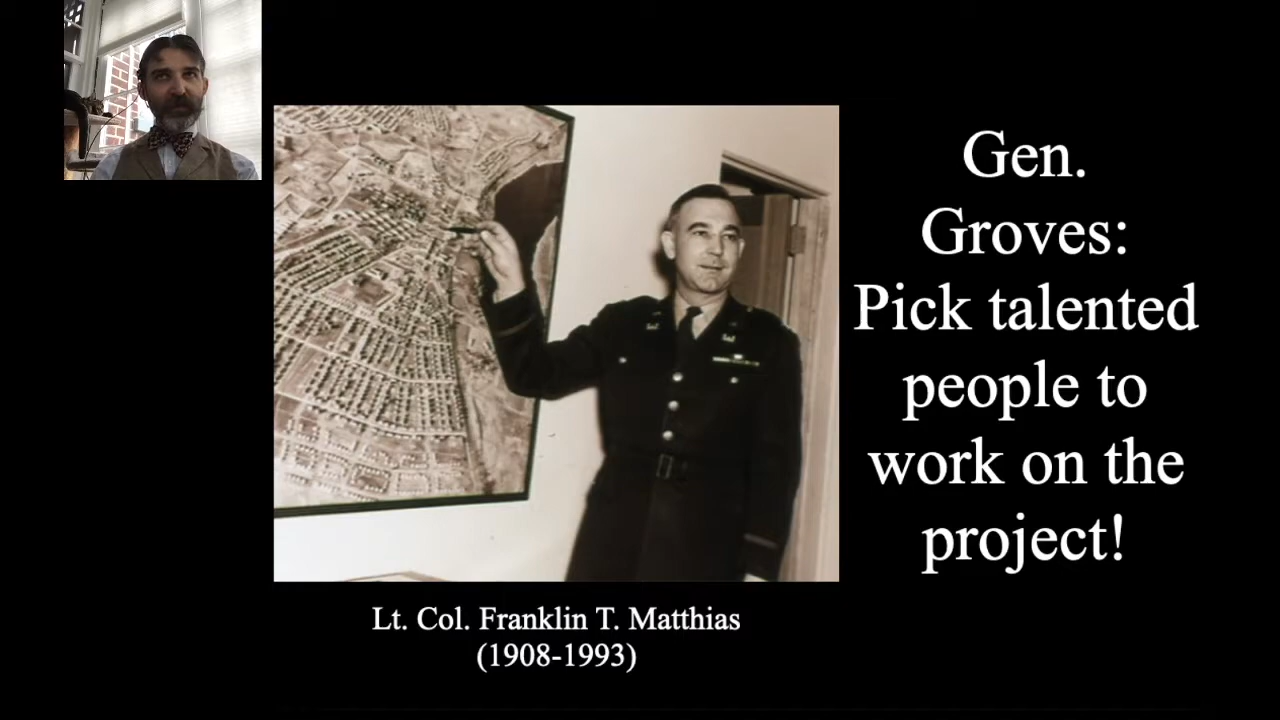 Gen.
Groves:
Pick talented
people to
work on the
project!
Lt. Col. Franklin T. Matthias
(1908-1993)